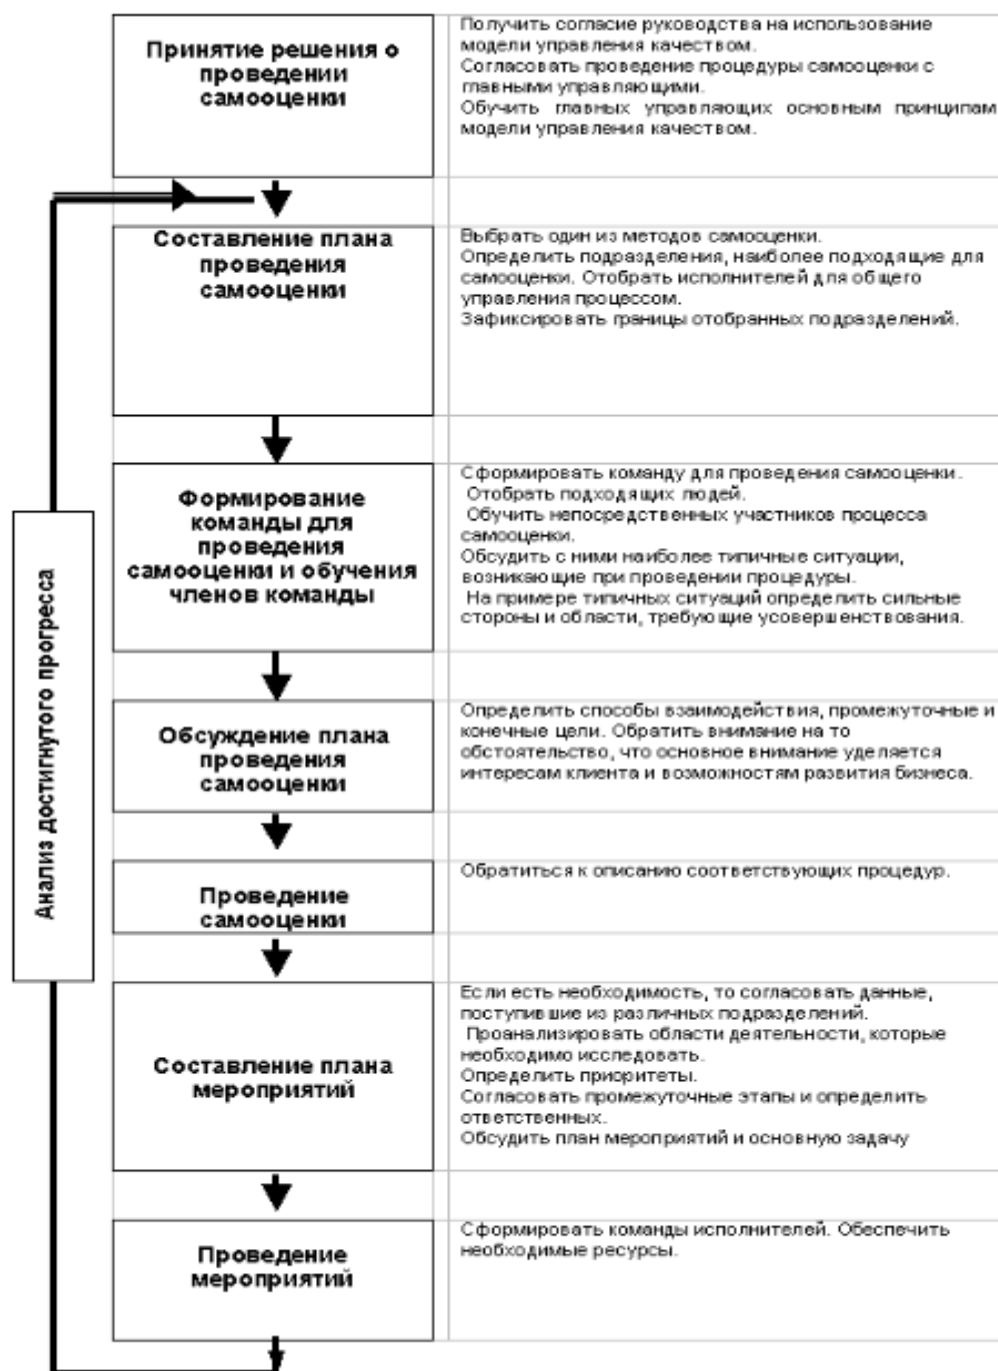 Принятие решения о
проведении
самооценки
Получить согласие руководства на использование
модели управления качеством.
Согласовать проведение процедуры самооценки с
главными управляющими.
Обучить главных управляющих основным принципам
модели управления качеством.
Составление плана
проведения
самооценки
Выбрать один из методов самооценки.
Определить подразделения, наиболее подходящие для
самооценки. Отобрать исполнителей для общего
управления процессом.
Зафиксировать границы отобранных подразделений.
Формирование
команды для
проведения
самооценки и обучения
членов команды
Сформировать команду для проведения самооценки.
Отобрать подходящих людей.
Обучить непосредственных участников процесса
самооценки.
Обсудить с ними наиболее типичные ситуации,
возникающие при проведении процедуры.
На примере типичных ситуаций определить сильные
стороны и области, требующие усовершенствования.
Обсуждение плана
проведения
самооценки
Определить способы взаимодействия, промежуточные и
конечные цели. Обратить внимание на то
обстоятельство, что основное внимание уделяется
интересам клиента и возможностям развития бизнеса.
Проведение
самооценки
Обратиться к описанию соответствующих процедур.
Составление плана
мероприятий
Если есть необходимость, то согласовать данные,
поступившие из различных подразделений.
Проанализировать области деятельности, которые
необходимо исследовать.
Определить приоритеты.
Согласовать промежуточные этапы и определить
ответственных.
Обсудить план мероприятий и основную задачу
Проведение
мероприятий
Сформировать команды исполнителей. Обеспечить
необходимые ресурсы.
Анализ достигнутого прогресса